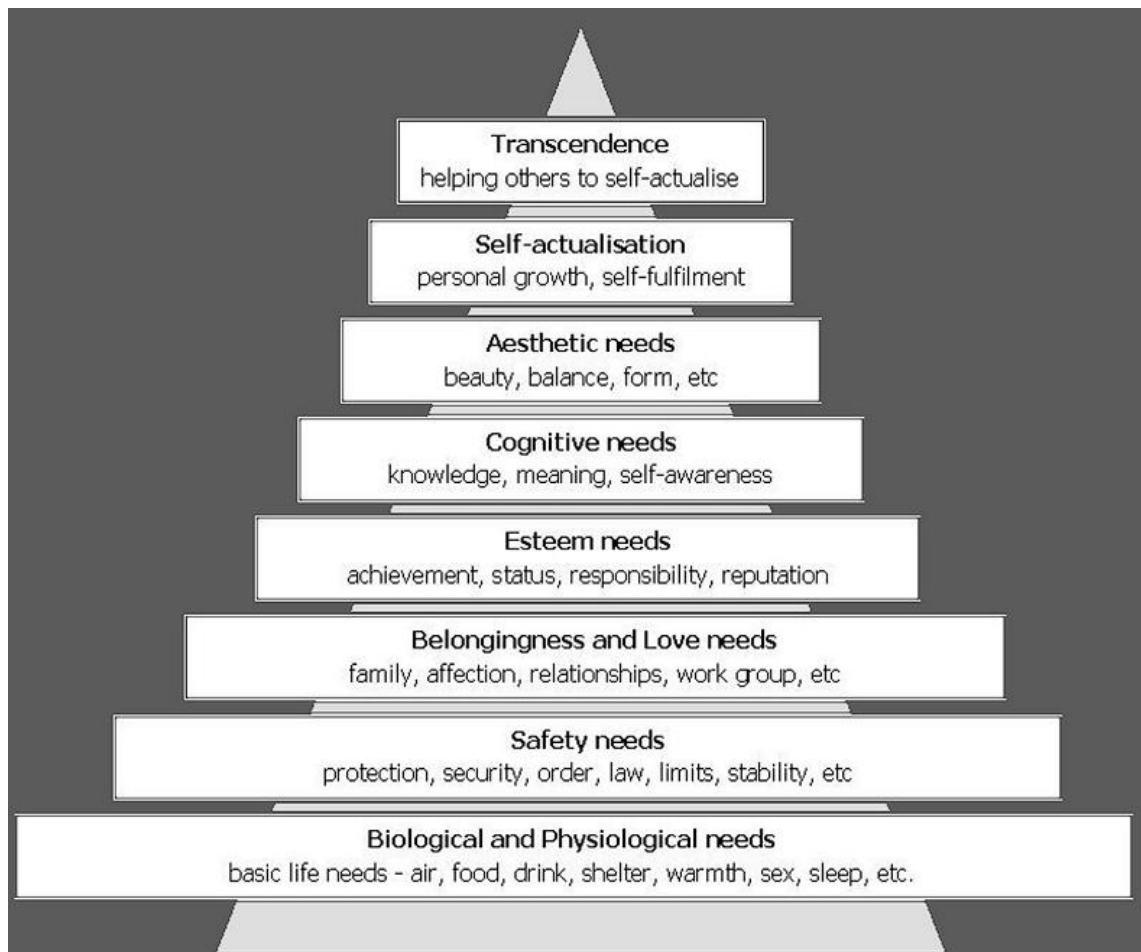 Transcendence
helping others to self-actualise
Self-actualisation
personal growth, self-fulfilment
Aesthetic needs
beauty, balance, form, etc
Cognitive needs
knowledge, meaning, self-awareness
Esteem needs
achievement, status, responsibility, reputation
Belongingness and Love needs
family, affection, relationships, work group, etc
Safety needs
protection, security, order, law, limits, stability, etc
Biological and Physiological needs
basic life needs - air, food, drink, shelter, warmth, sex, sleep, etc.